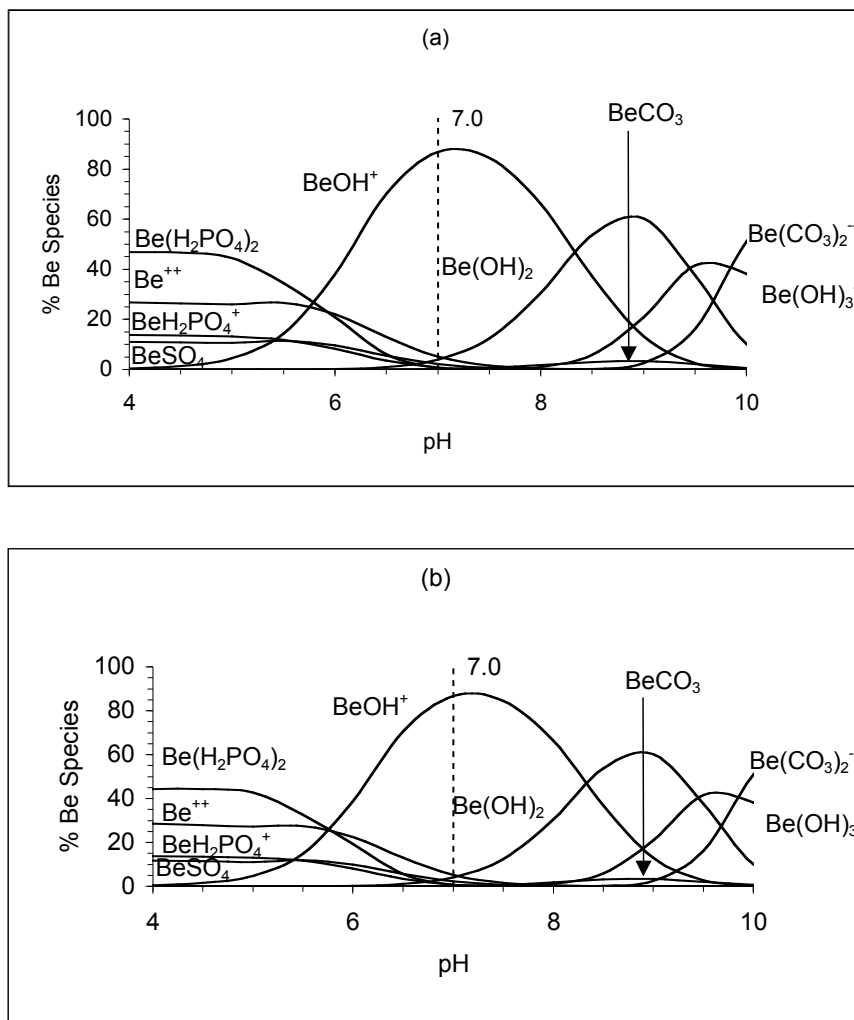 (a)
% Be Species
100
80
60
40
20
0
7.0
BeCO₃
BeOH⁺
Be(H₂PO₄)₂
Be⁺⁺
BeH₂PO₄⁺
BeSO₄
Be(OH)₂
Be(CO₃)₂⁻⁻
Be(OH)₃
4
6
8
10
pH
(b)
% Be Species
100
80
60
40
20
0
7.0
BeCO₃
BeOH⁺
Be(H₂PO₄)₂
Be⁺⁺
BeH₂PO₄⁺
BeSO₄
Be(OH)₂
Be(CO₃)₂⁻
Be(OH)₃
4
6
8
10
pH